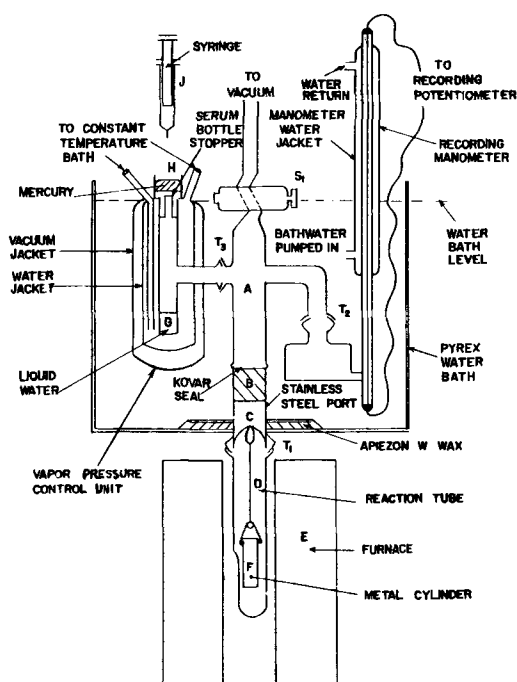 SYRINGE
J
TO
VACUUM
TO
RECORDING
POTENTIOMETER
WATER
RETURN
MANOMETER
WATER
JACKET
RECORDING
MANOMETER
SERUM
BOTTLE
STOPPER
TO CONSTANT
TEMPERATURE
BATH
H
MERCURY
S₁
VACUUM
JACKET
WATER
JACKET
T₃
BATHWATER
PUMPED IN
WATER
BATH
LEVEL
A
T₂
G
LIQUID
WATER
KOVAR
SEAL
B
STAINLESS
STEEL PORT
PYREX
WATER
BATH
C
T₁
APIEZON W WAX
VAPOR PRESSURE
CONTROL UNIT
D
REACTION TUBE
E
FURNACE
F
METAL CYLINDER